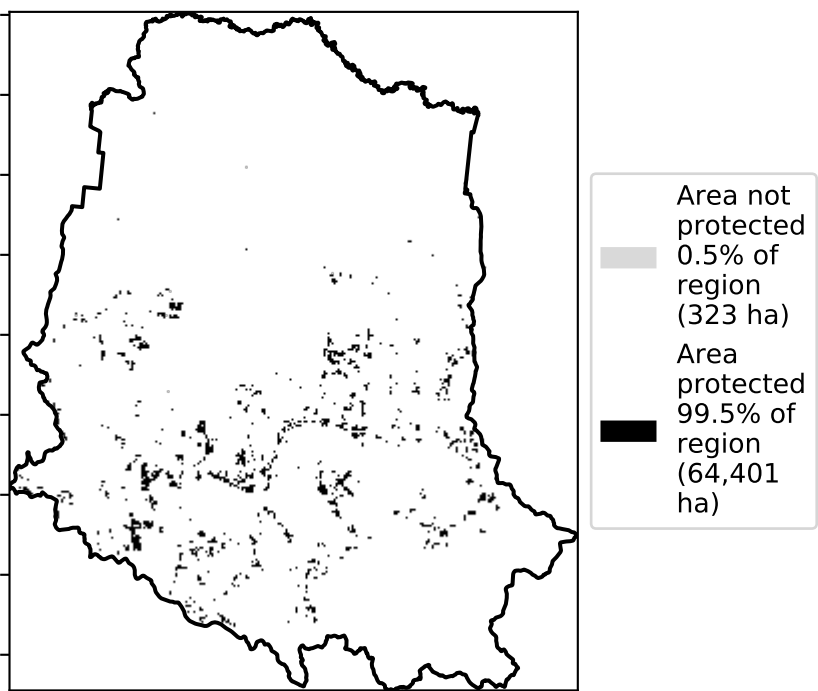 Area not
protected
0.5% of
region
(323 ha)
Area
protected
99.5% of
region
(64,401
ha)